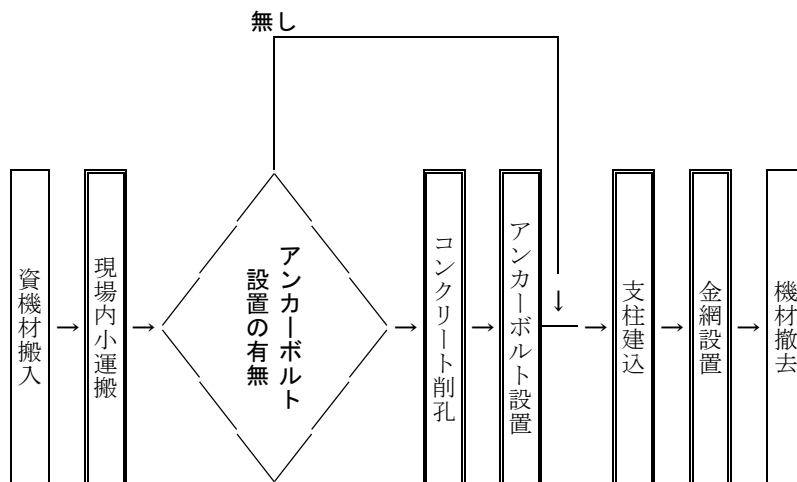 無し
資機材搬入
→
現場内小運搬
→
アンカーボルト
設置の有無
→
コンクリート削孔
→
アンカーボルト設置
↓
→
支柱建込
→
金網設置
→
機材撤去